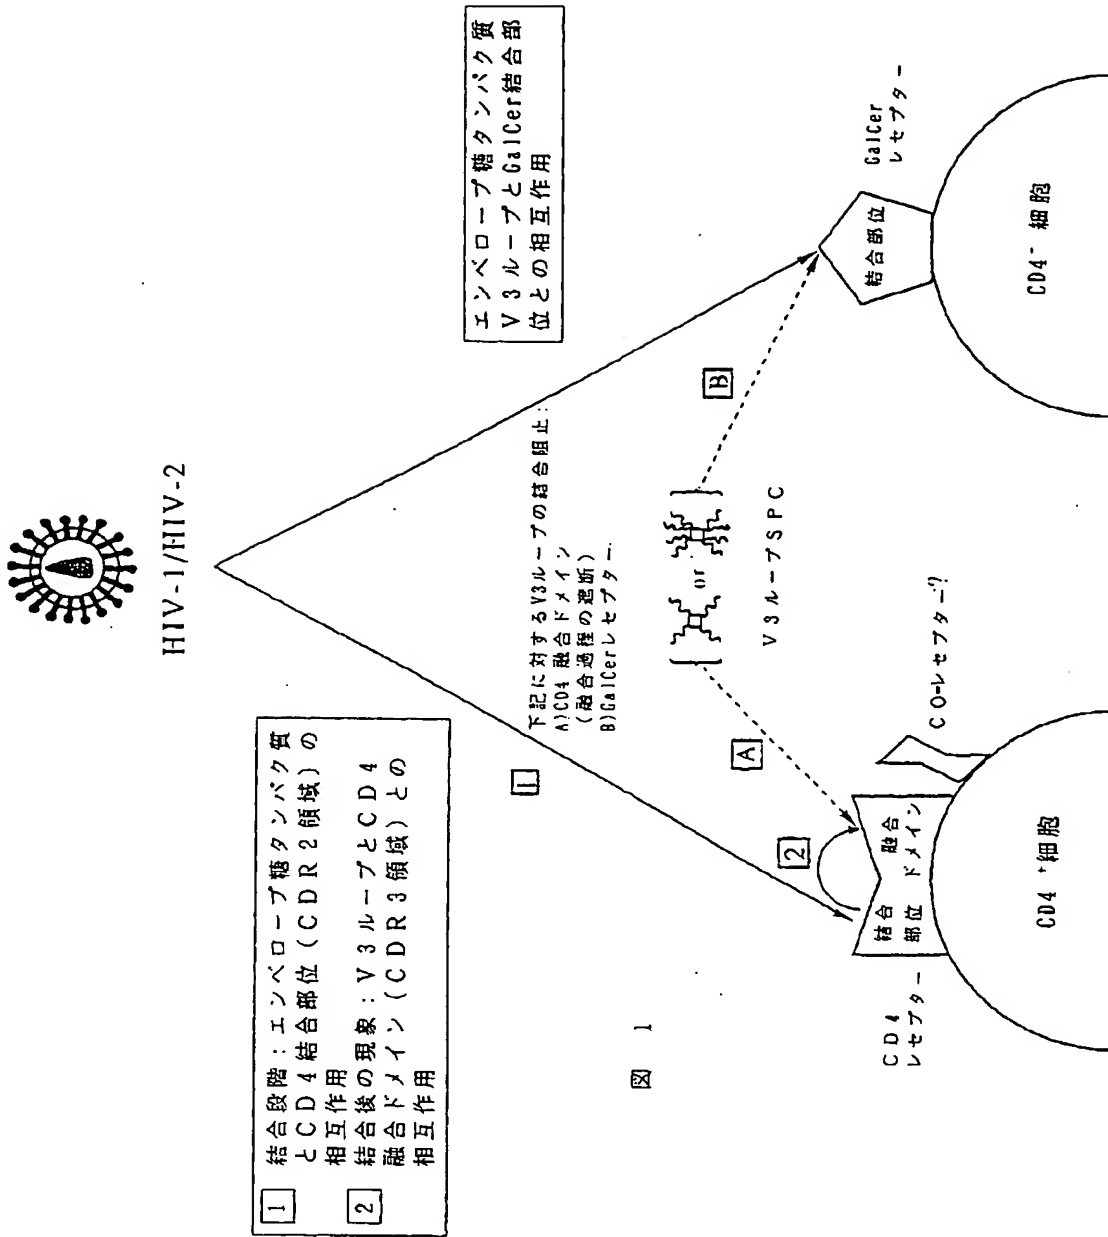 HIV-1/HIV-2
1 結合段階:エンベロープ糖タンパク質
とCD4結合部位(CDR2領域)の
相互作用
2 結合後の現象:V3ループとCD4
融合ドメイン(CDR3領域)との
相互作用
エンベロープ糖タンパク質
V3ループとGalCer結合部
位との相互作用
1
下記に対するV3ループの結合阻止:
A)CD4 融合ドメイン
(融合過程の遮断)
B)GalCerレセプター
A
or
B
V3ループSPC
2
CD4
レセプター
結合
部位
融合
ドメイン
CO-レセプター?
CD4⁺細胞
結合部位
GalCer
レセプター
CD4⁻ 細胞
図 1